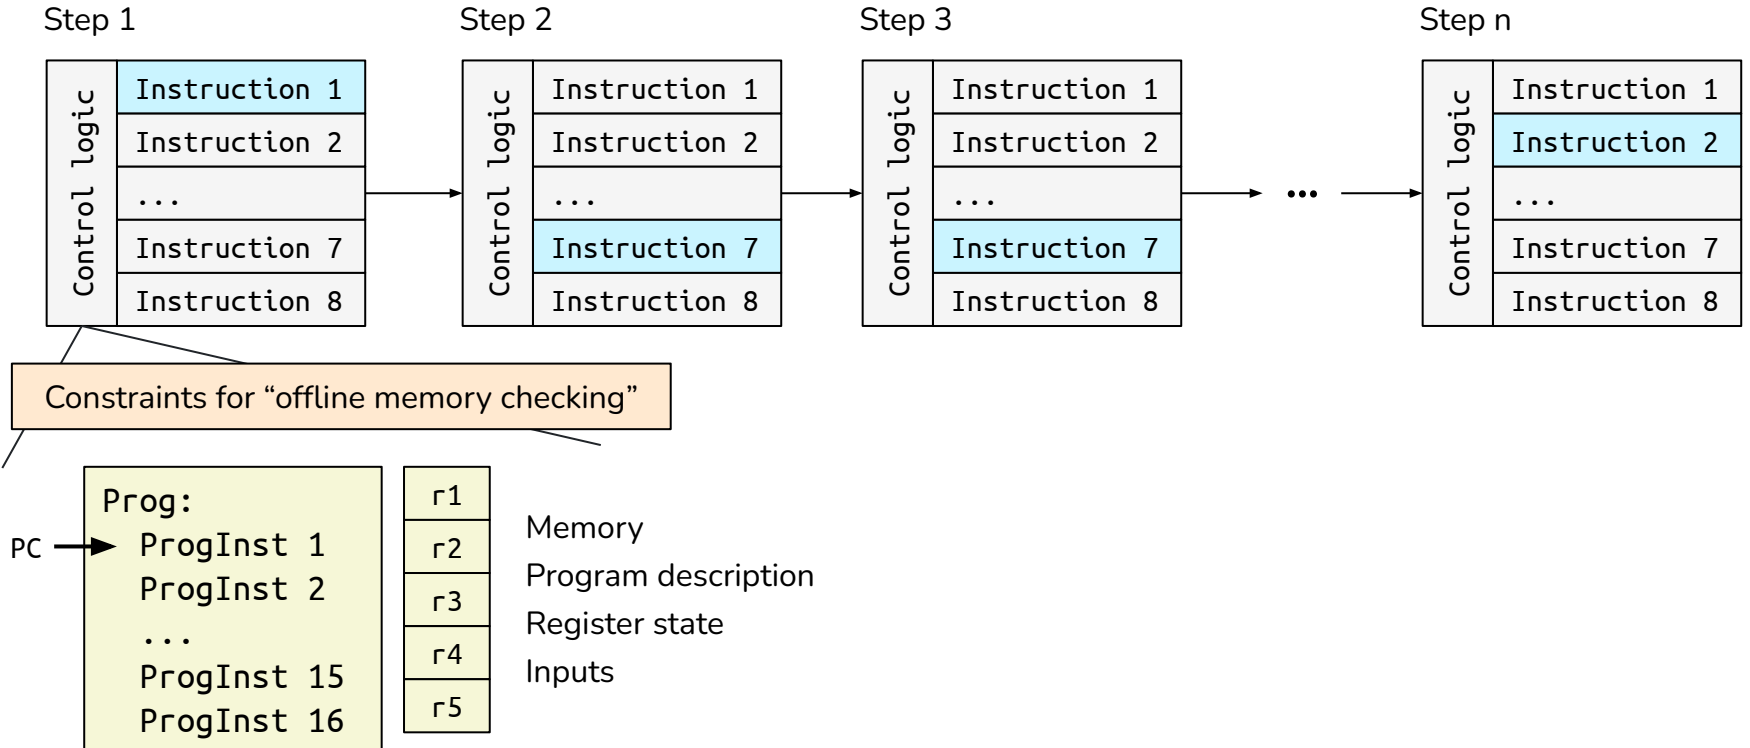 Step 1
Step 2
Step 3
Step n
Control logic
Instruction 1
Instruction 2
...
Instruction 7
Instruction 8
Control logic
Instruction 1
Instruction 2
...
Instruction 7
Instruction 8
Control logic
Instruction 1
Instruction 2
...
Instruction 7
Instruction 8
...
Control logic
Instruction 1
Instruction 2
...
Instruction 7
Instruction 8
Constraints for “offline memory checking”
PC
Prog:
ProgInst 1
ProgInst 2
...
ProgInst 15
ProgInst 16
r1
r2
r3
r4
r5
Memory
Program description
Register state
Inputs